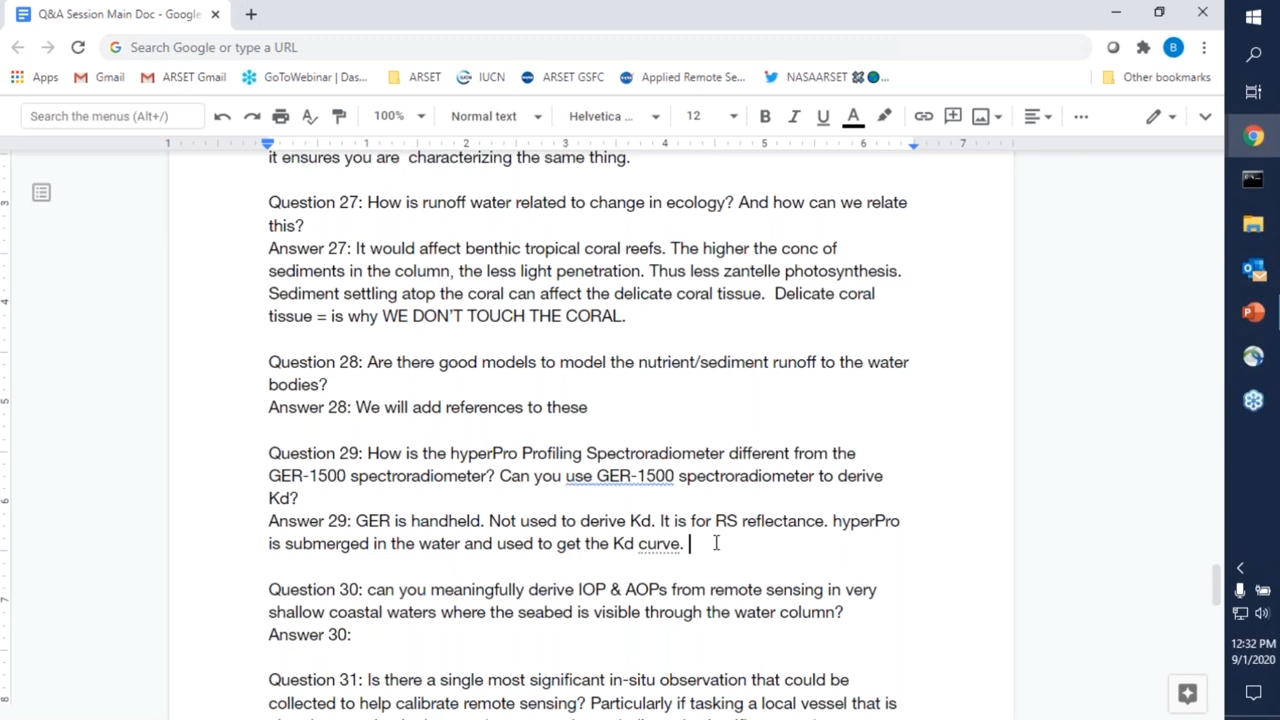 Q&A Session Main Doc - Google
Search Google or type a URL
Apps Gmail ARSET Gmail GoToWebinar | Das... ARSET IUCN ARSET GSFC Applied Remote Se... NASAARSET Other bookmarks
Search the menus (Alt+/) 100% Normal text Helvetica ... 12
1 1 2 3 4 5 6 7
it ensures you are characterizing the same thing.
Question 27: How is runoff water related to change in ecology? And how can we relate
this?
Answer 27: It would affect benthic tropical coral reefs. The higher the conc of
sediments in the column, the less light penetration. Thus less zantelle photosynthesis.
Sediment settling atop the coral can affect the delicate coral tissue. Delicate coral
tissue = is why WE DON'T TOUCH THE CORAL.
Question 28: Are there good models to model the nutrient/sediment runoff to the water
bodies?
Answer 28: We will add references to these
Question 29: How is the hyperPro Profiling Spectroradiometer different from the
GER-1500 spectroradiometer? Can you use GER-1500 spectroradiometer to derive
Kd?
Answer 29: GER is handheld. Not used to derive Kd. It is for RS reflectance. hyperPro
is submerged in the water and used to get the Kd curve.
Question 30: can you meaningfully derive IOP & AOPs from remote sensing in very
shallow coastal waters where the seabed is visible through the water column?
Answer 30:
Question 31: Is there a single most significant in-situ observation that could be
collected to help calibrate remote sensing? Particularly if tasking a local vessel that is
12:32 PM
9/1/2020